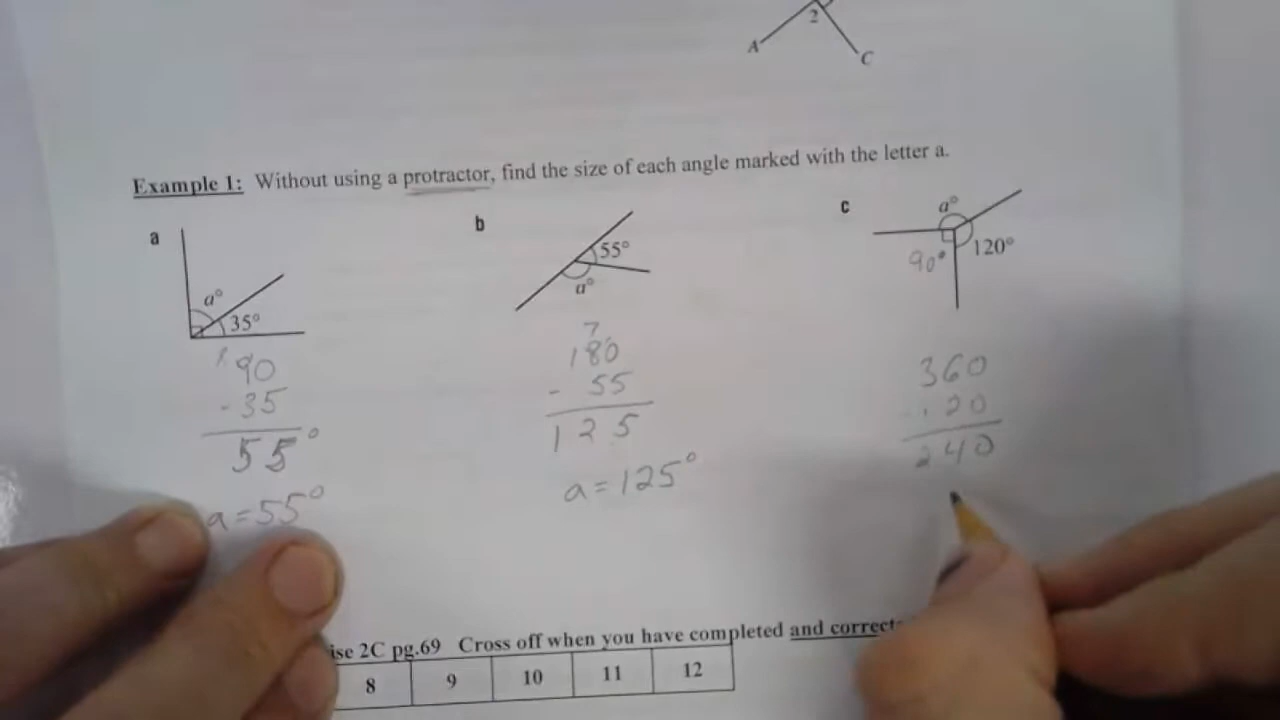 2
A
C
Example 1: Without using a protractor, find the size of each angle marked with the letter a.
a
a°
35°
90
- 35
55°
a = 55°
b
55°
a°
7
180
- 55
125
a = 125°
c
a°
120°
90°
360
- 120
240
ise 2C pg.69 Cross off when you have completed and correct
8 9 10 11 12